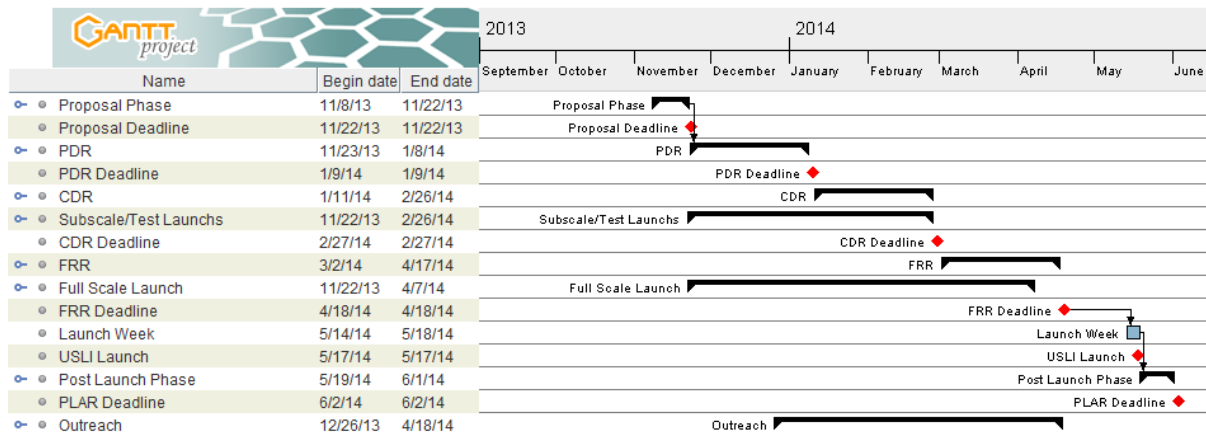 GANTT
project
2013 2014
September October November December January February March April May June
Name Begin date End date
Proposal Phase 11/8/13 11/22/13 Proposal Phase
Proposal Deadline 11/22/13 11/22/13 Proposal Deadline
PDR 11/23/13 1/8/14 PDR
PDR Deadline 1/9/14 1/9/14 PDR Deadline
CDR 1/11/14 2/26/14 CDR
Subscale/Test Launchs 11/22/13 2/26/14 Subscale/Test Launchs
CDR Deadline 2/27/14 2/27/14 CDR Deadline
FRR 3/2/14 4/17/14 FRR
Full Scale Launch 11/22/13 4/7/14 Full Scale Launch
FRR Deadline 4/18/14 4/18/14 FRR Deadline
Launch Week 5/14/14 5/18/14 Launch Week
USLI Launch 5/17/14 5/17/14 USLI Launch
Post Launch Phase 5/19/14 6/1/14 Post Launch Phase
PLAR Deadline 6/2/14 6/2/14 PLAR Deadline
Outreach 12/26/13 4/18/14 Outreach